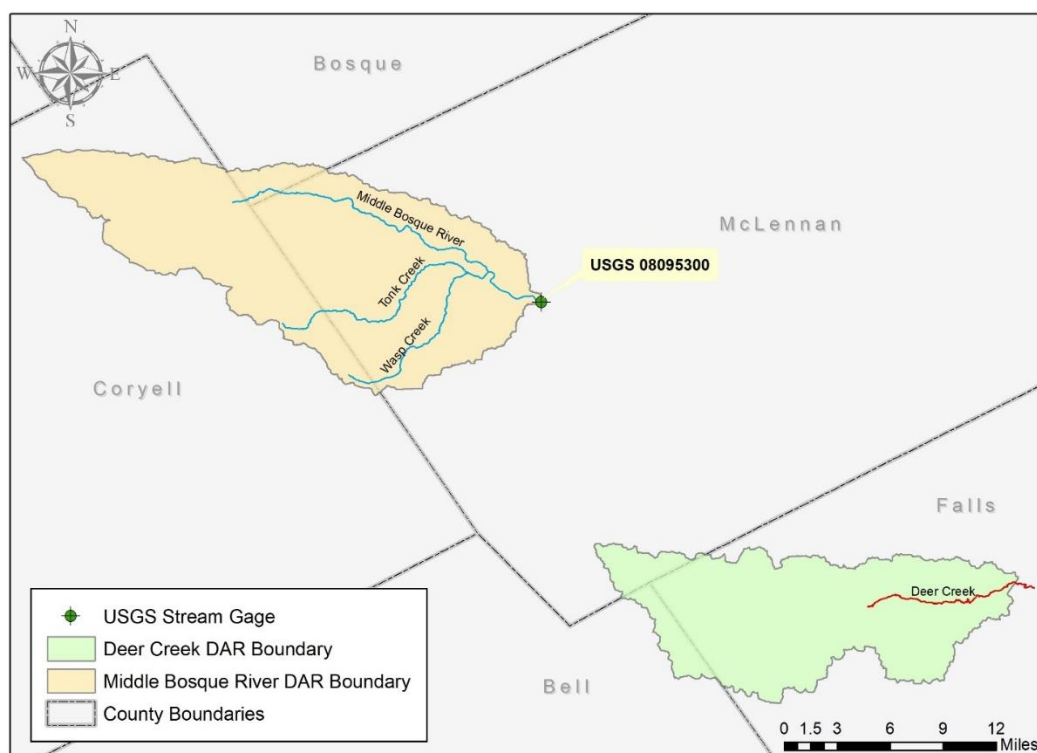 N
W E
S
Bosque
Middle Bosque River
McLennan
USGS 08095300
Tonk Creek
Wasp Creek
Coryell
Falls
Deer Creek
Bell
USGS Stream Gage
Deer Creek DAR Boundary
Middle Bosque River DAR Boundary
County Boundaries
0 1.5 3 6 9 12
Miles